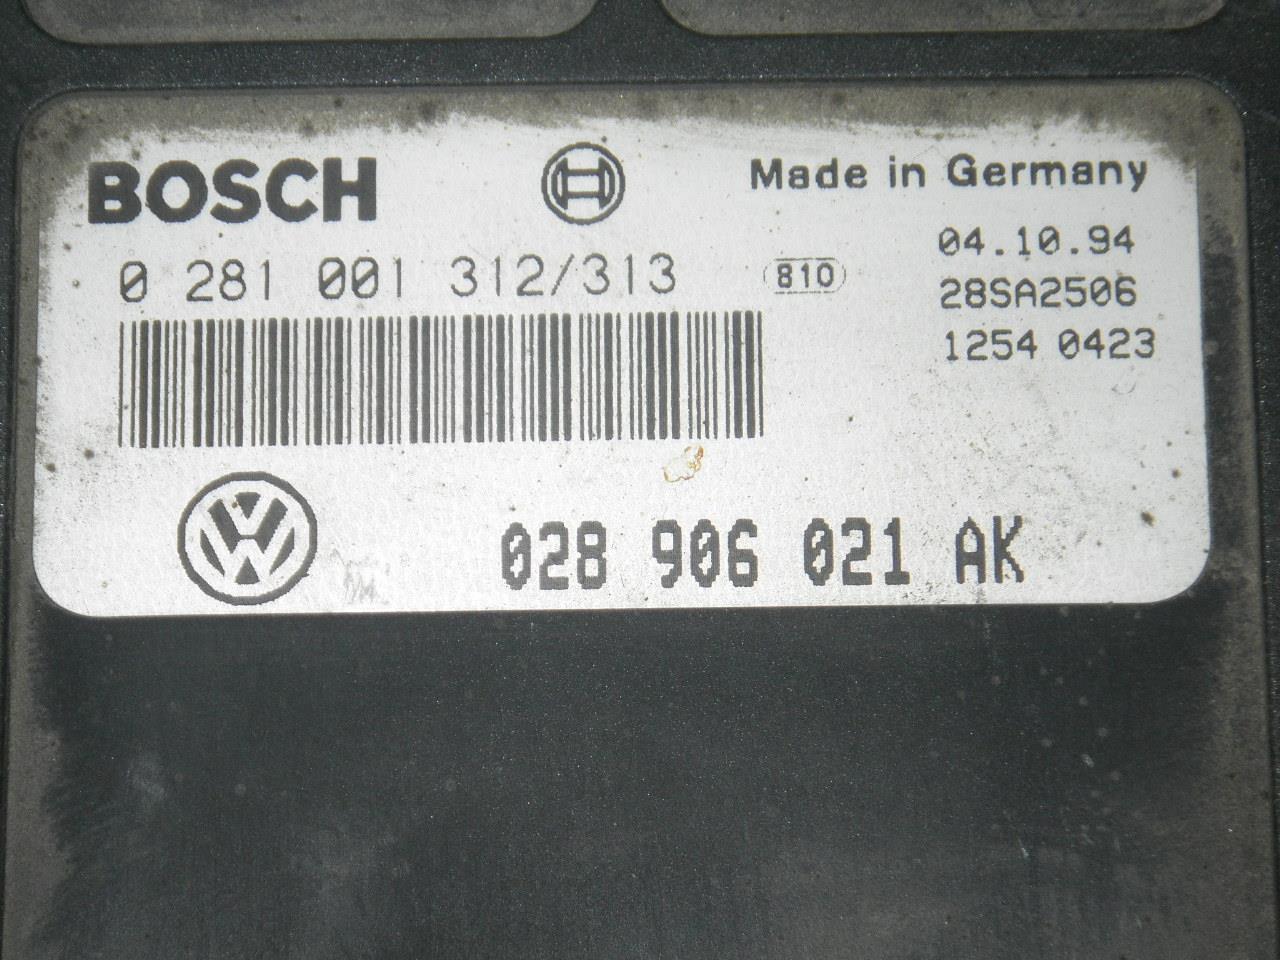 BOSCH
Made in Germany
04.10.94
0 281 001 312/313
810
28SA2506
1254 0423
VW
028 906 021 AK